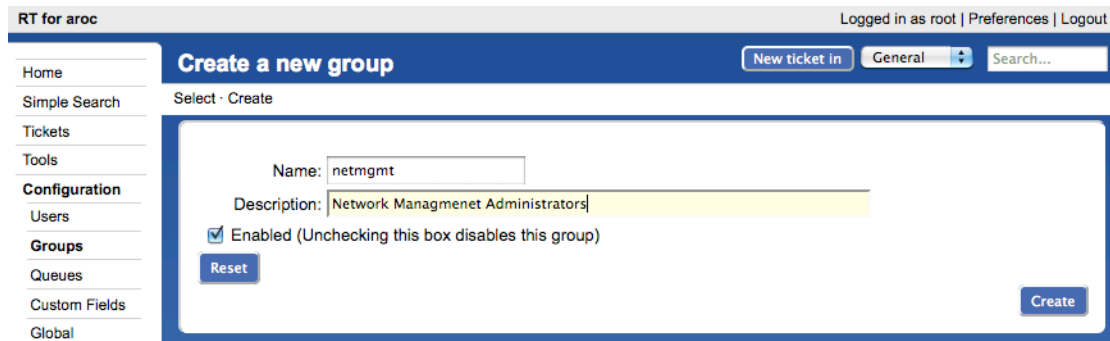 RT for aroc
Logged in as root | Preferences | Logout
Home
Simple Search
Tickets
Tools
Configuration
Users
Groups
Queues
Custom Fields
Global
Create a new group
New ticket in
General
Search...
Select · Create
Name: netmgmt
Description: Network Managmenet Administrators
Enabled (Unchecking this box disables this group)
Reset
Create